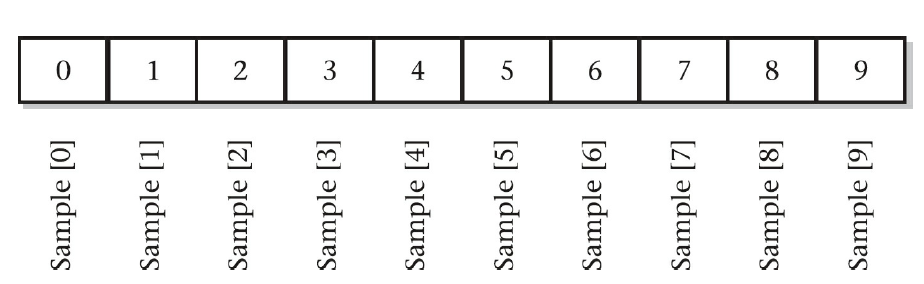 0 1 2 3 4 5 6 7 8 9
Sample [0]
Sample [1]
Sample [2]
Sample [3]
Sample [4]
Sample [5]
Sample [6]
Sample [7]
Sample [8]
Sample [9]